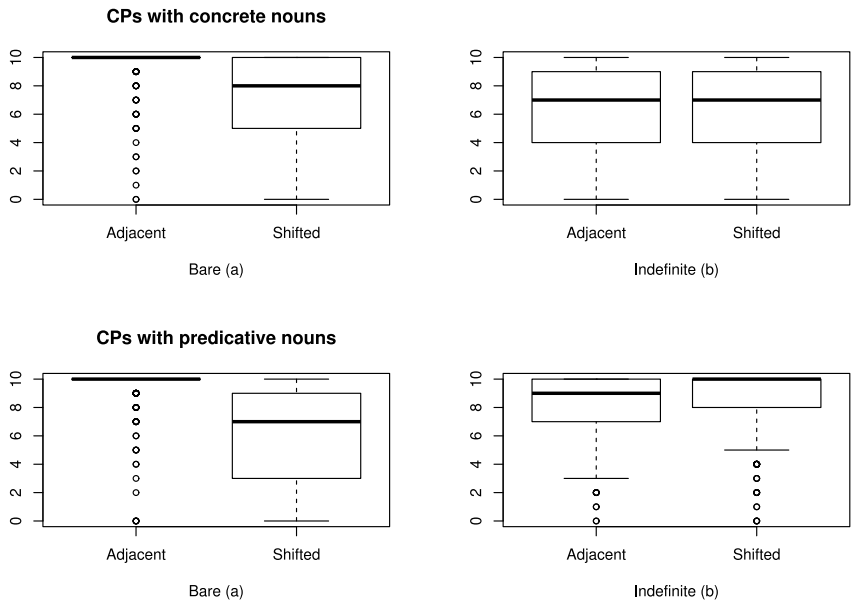 CPs with concrete nouns
0 2 4 6 8 10
Adjacent Shifted
Bare (a)
0 2 4 6 8 10
Adjacent Shifted
Indefinite (b)
CPs with predicative nouns
0 2 4 6 8 10
Adjacent Shifted
Bare (a)
0 2 4 6 8 10
Adjacent Shifted
Indefinite (b)